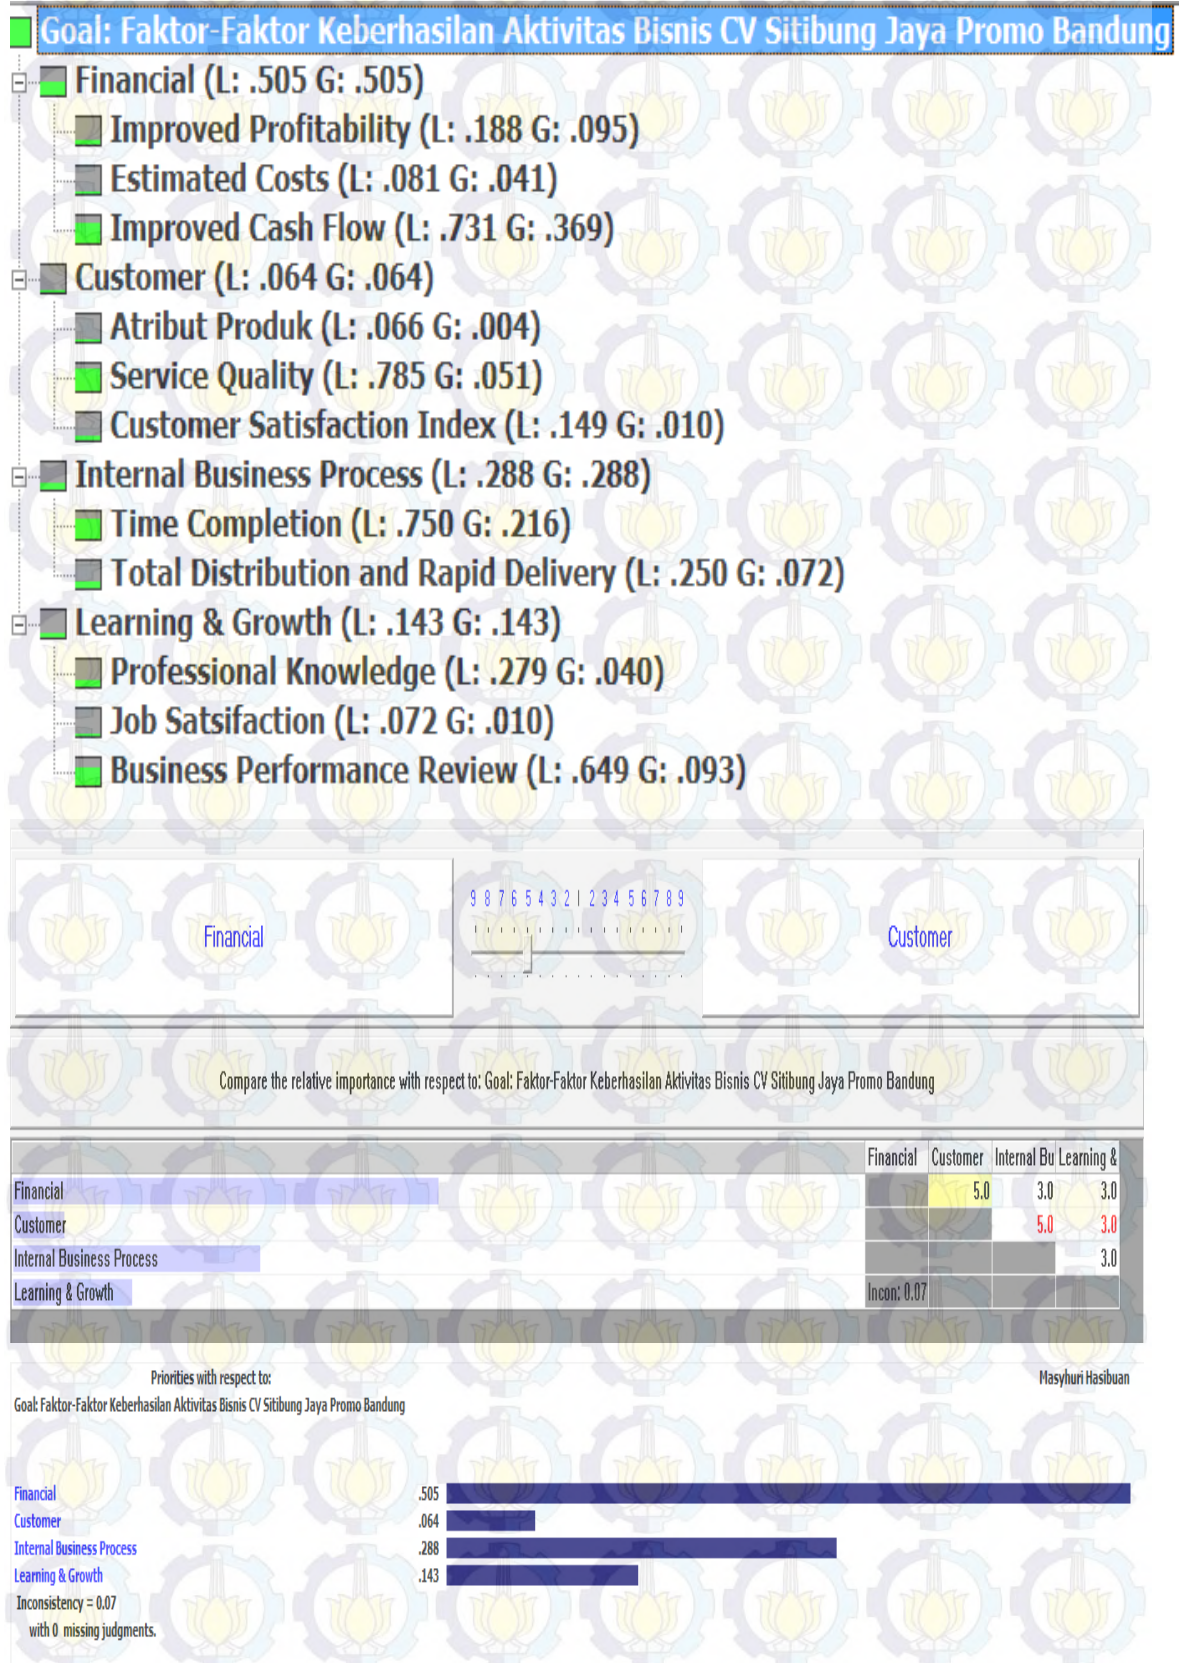 Goal: Faktor-Faktor Keberhasilan Aktivitas Bisnis CV Sitibung Jaya Promo Bandung
Financial (L: .505 G: .505)
Improved Profitability (L: .188 G: .095)
Estimated Costs (L: .081 G: .041)
Improved Cash Flow (L: .731 G: .369)
Customer (L: .064 G: .064)
Atribut Produk (L: .066 G: .004)
Service Quality (L: .785 G: .051)
Customer Satisfaction Index (L: .149 G: .010)
Internal Business Process (L: .288 G: .288)
Time Completion (L: .750 G: .216)
Total Distribution and Rapid Delivery (L: .250 G: .072)
Learning & Growth (L: .143 G: .143)
Professional Knowledge (L: .279 G: .040)
Job Satsifaction (L: .072 G: .010)
Business Performance Review (L: .649 G: .093)
9 8 7 6 5 4 3 2 1 2 3 4 5 6 7 8 9
Financial Customer
Compare the relative importance with respect to: Goal: Faktor-Faktor Keberhasilan Aktivitas Bisnis CV Sitibung Jaya Promo Bandung
Financial Customer Internal Bu Learning &
Financial 5.0 3.0 3.0
Customer 5.0 3.0
Internal Business Process 3.0
Learning & Growth Incon: 0.07
Priorities with respect to: Masyhuri Hasibuan
Goal: Faktor-Faktor Keberhasilan Aktivitas Bisnis CV Sitibung Jaya Promo Bandung
Financial .505
Customer .064
Internal Business Process .288
Learning & Growth .143
Inconsistency = 0.07
with 0 missing judgments.